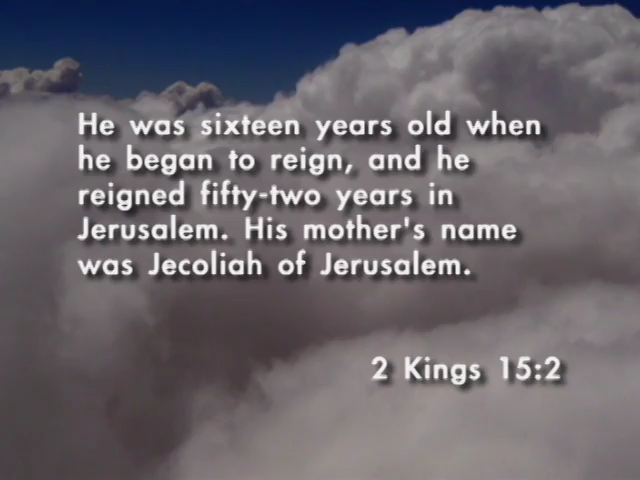 He was sixteen years old when
he began to reign, and he
reigned fifty-two years in
Jerusalem. His mother's name
was Jecoliah of Jerusalem.
2 Kings 15:2